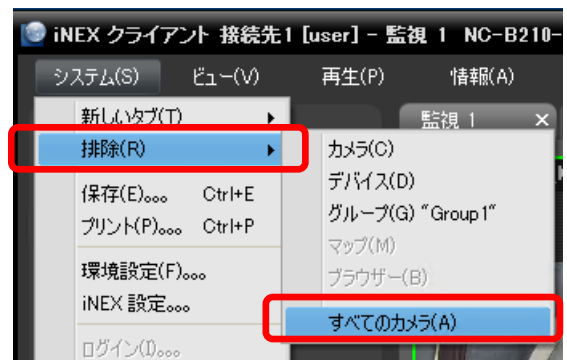 iNEX クライアント 接続先1 [user] – 監視 1 NC-B210-
システム(S) ビュー(V) 再生(P) 情報(A)
監視 1 ×
新しいタブ(T)
排除(R)
保存(E)... Ctrl+E
プリント(P)... Ctrl+P
環境設定(F)...
iNEX 設定...
ログイン(I)...
カメラ(C)
デバイス(D)
グループ(G) "Group1"
マップ(M)
ブラウザー(B)
すべてのカメラ(A)